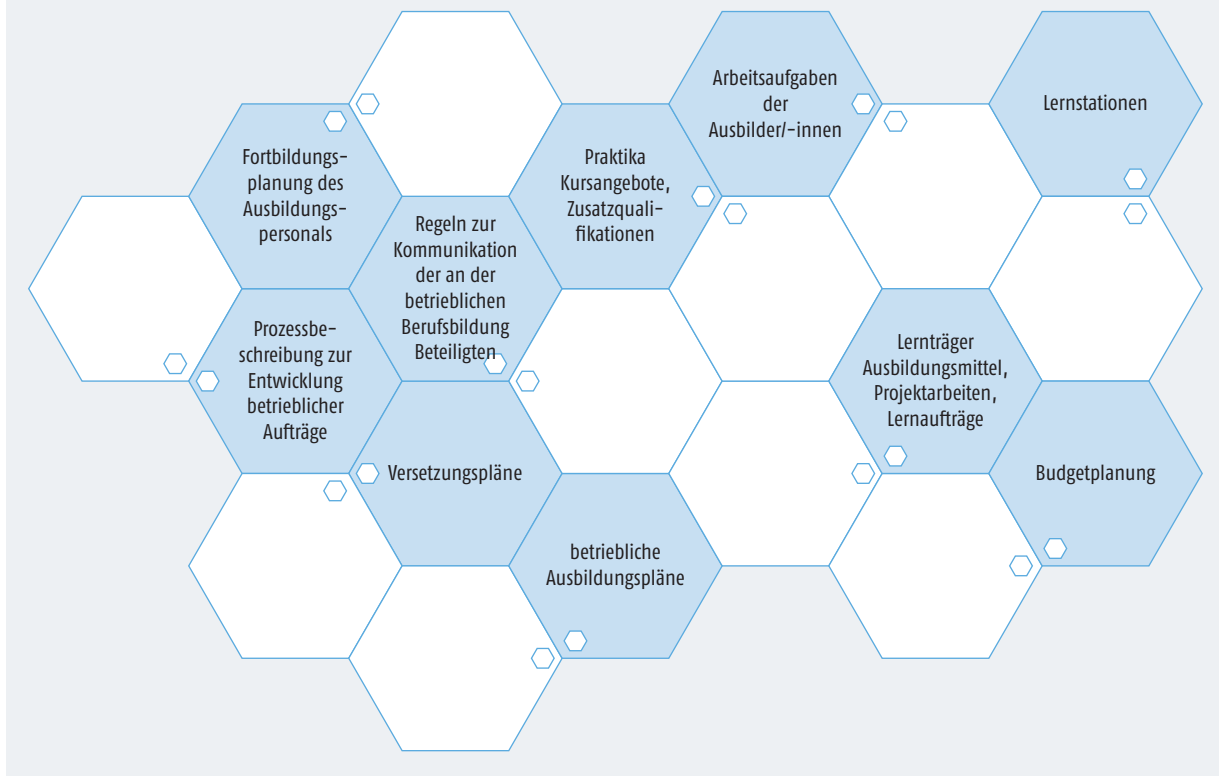 Arbeitsaufgaben
der
Ausbilder/-innen
Lernstationen
Fortbildungs-
planung des
Ausbildungs-
personals
Praktika
Kursangebote,
Zusatzquali-
fikationen
Regeln zur
Kommunikation
der an der
betrieblichen
Berufsbildung
Beteiligten
Prozessbe-
schreibung zur
Entwicklung
betrieblicher
Aufträge
Lernträger
Ausbildungsmittel,
Projektarbeiten,
Lernaufträge
Versetzungspläne
Budgetplanung
betriebliche
Ausbildungspläne